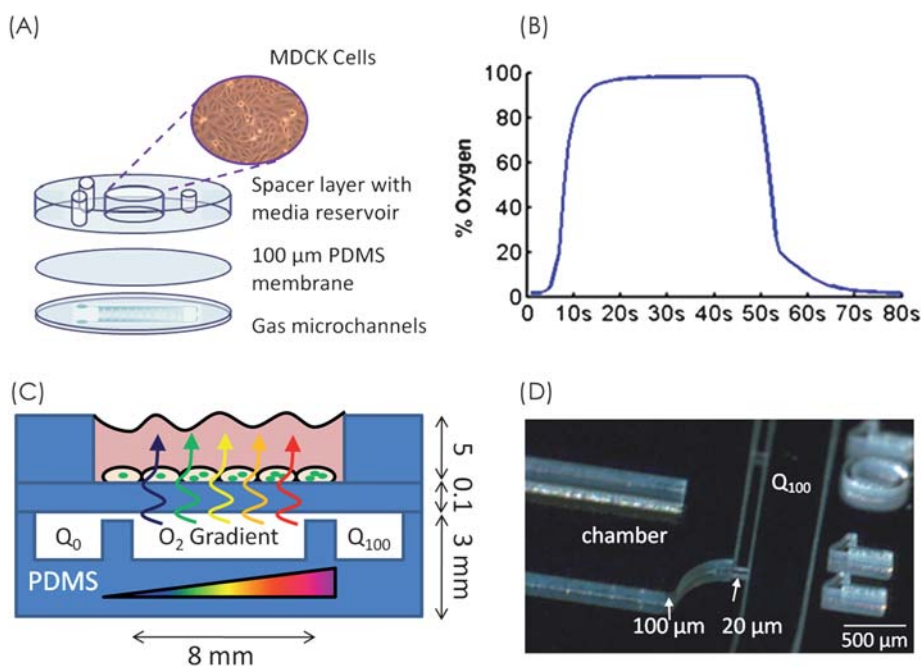 (A)
MDCK Cells
Spacer layer with
media reservoir
100 μm PDMS
membrane
Gas microchannels
(B)
% Oxygen
100
80
60
40
20
0
10s 20s 30s 40s 50s 60s 70s 80s
(C)
Q₀
O₂ Gradient
Q₁₀₀
PDMS
8 mm
5
0.1
3 mm
(D)
Q₁₀₀
chamber
100 μm
20 μm
500 μm